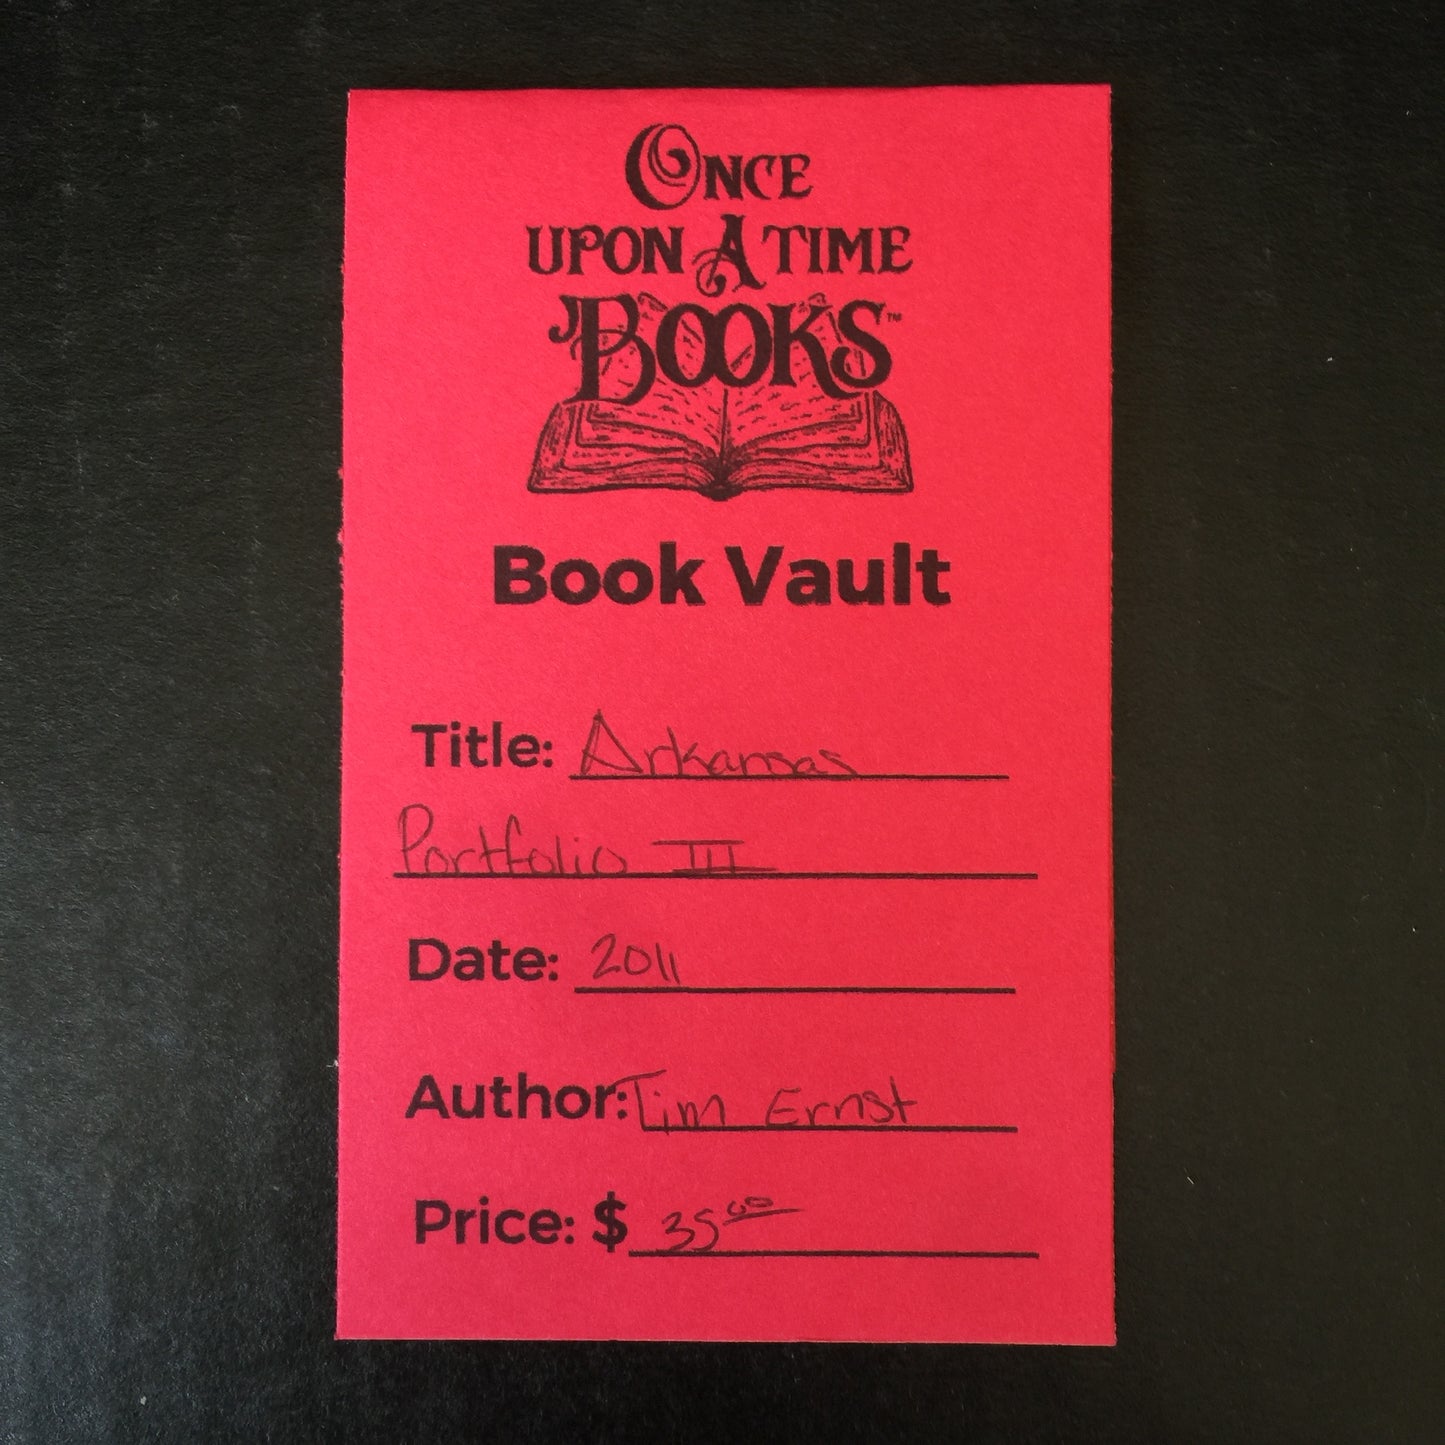 ONCE
UPON A TIME
BOOKS™
Book Vault
Title: Arkansas
Portfolio III
Date: 2011
Author: Tim Ernst
Price: $ 35 00